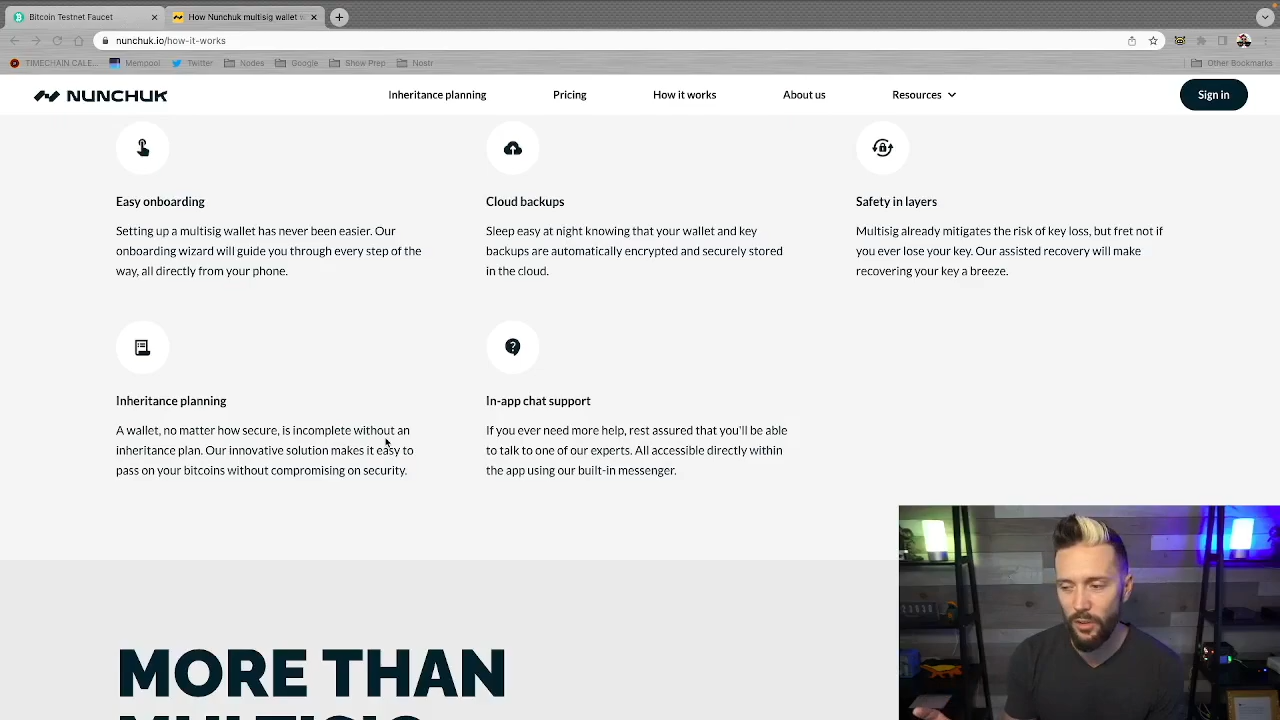 Bitcoin Testnet Faucet
How Nunchuk multisig wallet
nunchuk.io/how-it-works
TIMECHAIN CALE...
Mempool
Twitter
Nodes
Google
Show Prep
Nostr
Other Bookmarks
NUNCHUK
Inheritance planning
Pricing
How it works
About us
Resources
Sign in
Easy onboarding
Setting up a multisig wallet has never been easier. Our
onboarding wizard will guide you through every step of the
way, all directly from your phone.
Cloud backups
Sleep easy at night knowing that your wallet and key
backups are automatically encrypted and securely stored
in the cloud.
Safety in layers
Multisig already mitigates the risk of key loss, but fret not if
you ever lose your key. Our assisted recovery will make
recovering your key a breeze.
Inheritance planning
A wallet, no matter how secure, is incomplete without an
inheritance plan. Our innovative solution makes it easy to
pass on your bitcoins without compromising on security.
In-app chat support
If you ever need more help, rest assured that you'll be able
to talk to one of our experts. All accessible directly within
the app using our built-in messenger.
MORE THAN
MULTISIG